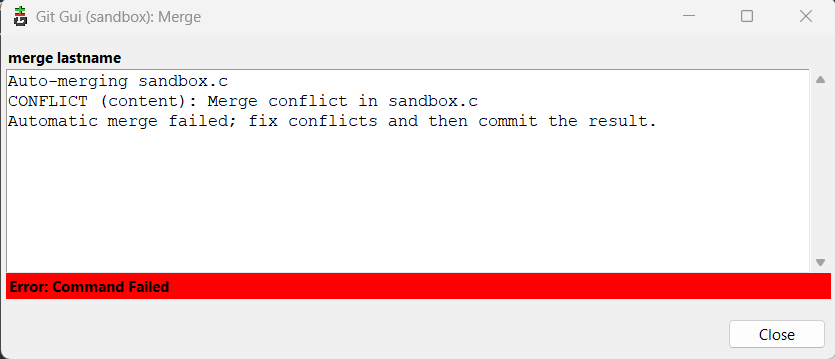 Git Gui (sandbox): Merge
merge lastname
Auto-merging sandbox.c
CONFLICT (content): Merge conflict in sandbox.c
Automatic merge failed; fix conflicts and then commit the result.
Error: Command Failed
Close